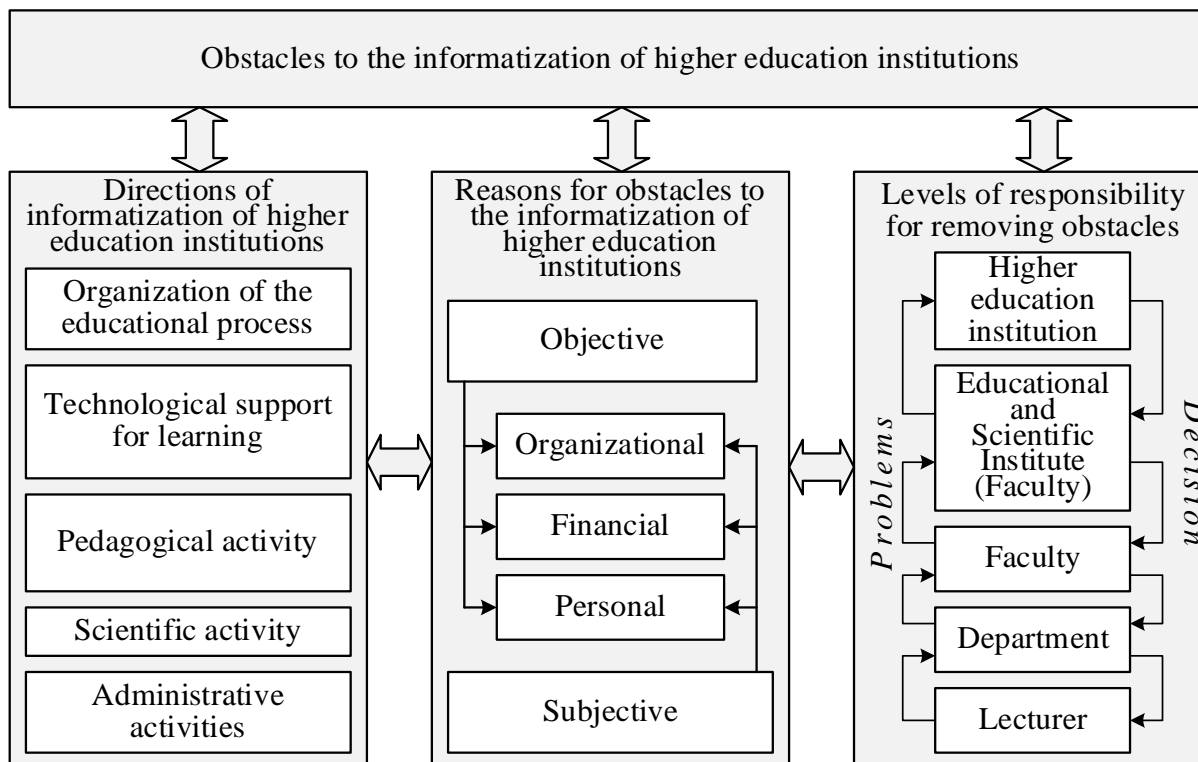 Obstacles to the informatization of higher education institutions
Directions of
informatization of higher
education institutions
Organization of the
educational process
Technological support
for learning
Pedagogical activity
Scientific activity
Administrative
activities
Reasons for obstacles to
the informatization of
higher education
institutions
Objective
Organizational
Financial
Personal
Subjective
Levels of responsibility
for removing obstacles
Higher
education
institution
Educational
and
Scientific
Institute
(Faculty)
Faculty
Department
Lecturer
Problems
Decision